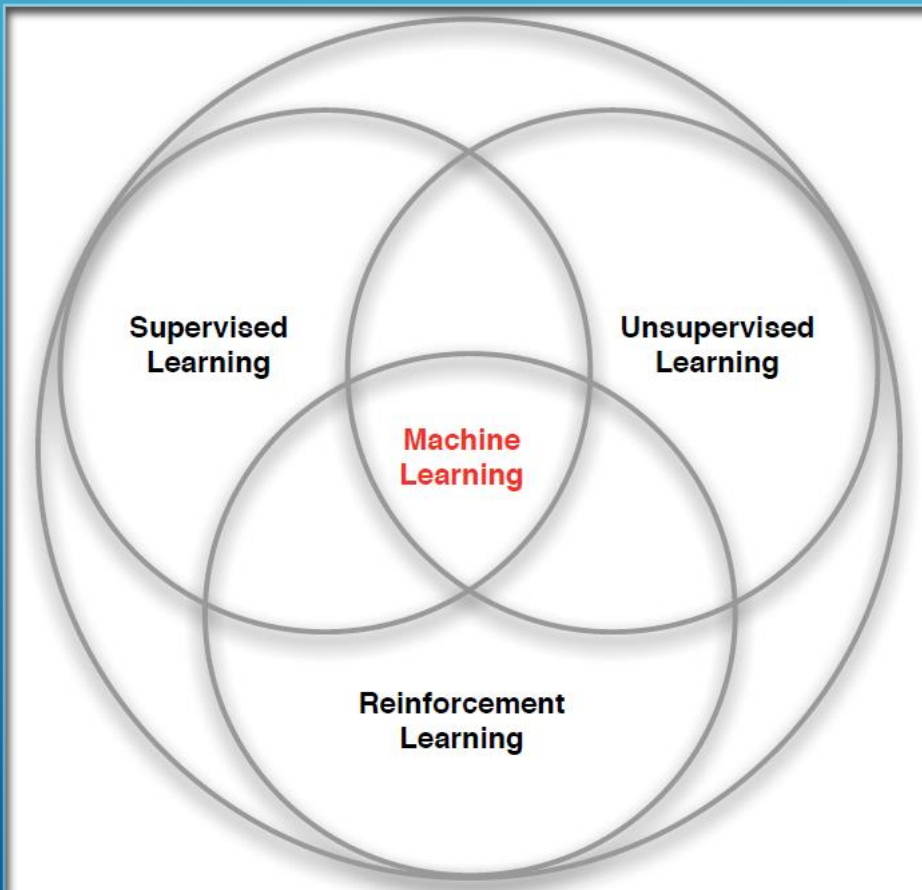 Supervised
Learning
Unsupervised
Learning
Machine
Learning
Reinforcement
Learning